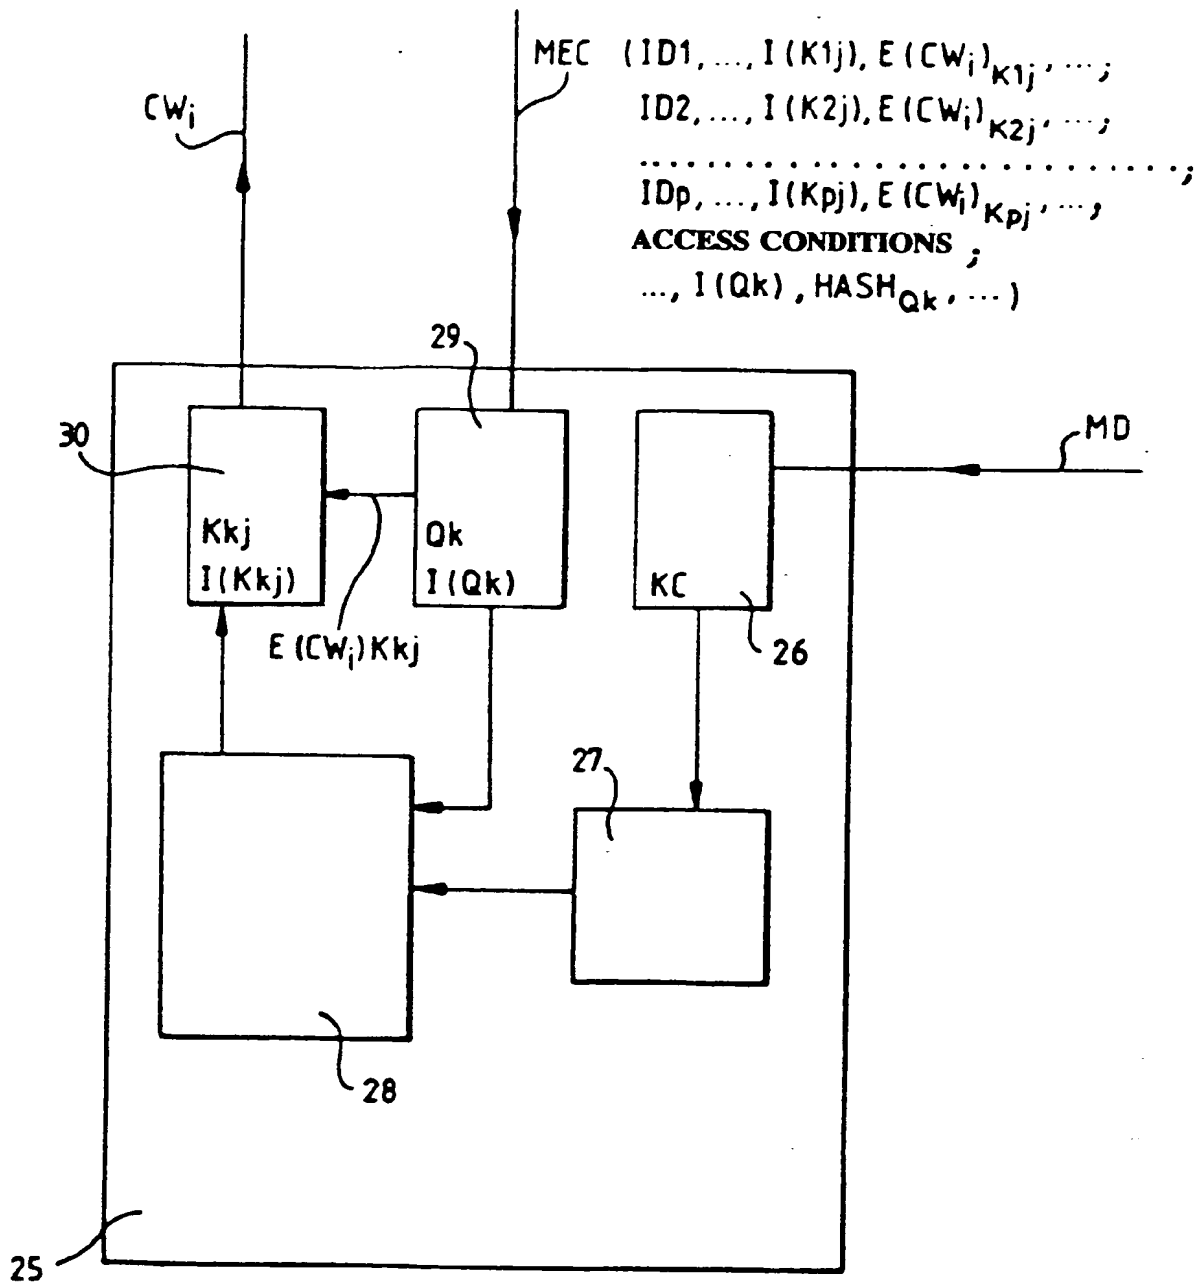 MEC (ID1, ..., I(K1j), E(CWi)K1j, ...;
ID2, ..., I(K2j), E(CWi)K2j, ...;
.............................;
IDp, ..., I(Kpj), E(CWi)Kpj, ...,
ACCESS CONDITIONS ;
..., I(Qk), HASHQk, ...)
CWi
29
30
MD
Kkj
I(Kkj)
Qk
I(Qk)
KC
E(CWi)Kkj
26
27
28
25